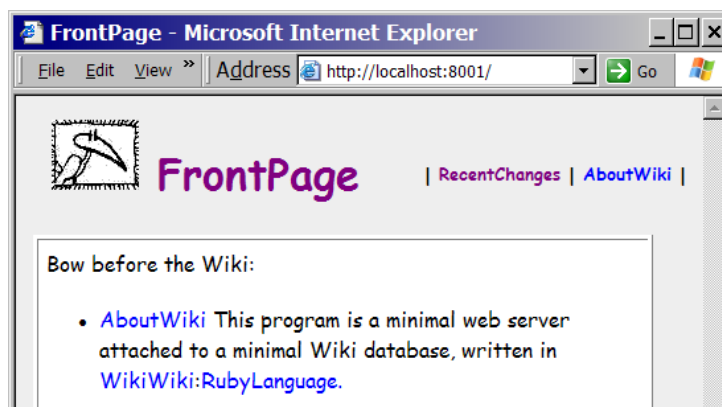 FrontPage - Microsoft Internet Explorer
File Edit View » Address http://localhost:8001/ Go
FrontPage | RecentChanges | AboutWiki |
Bow before the Wiki:
• AboutWiki This program is a minimal web server
attached to a minimal Wiki database, written in
WikiWiki:RubyLanguage.